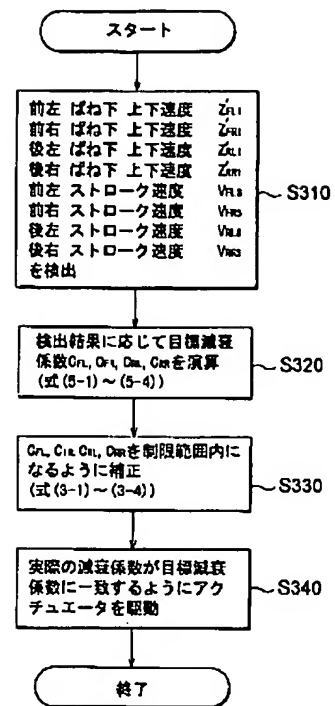 スタート
前左 ばね下 上下速度 Z'FL1
前右 ばね下 上下速度 Z'FR1
後左 ばね下 上下速度 Z'RL1
後右 ばね下 上下速度 Z'RR1
前左 ストローク速度 VFLS
前右 ストローク速度 VFRS
後左 ストローク速度 VRLS
後右 ストローク速度 VRRS
を検出
S310
検出結果に応じて目標減衰
係数CFL, CFR, CRL, CRRを演算
(式(5-1)~(5-4))
S320
CFL, CFR, CRL, CRRを制限範囲内に
なるように補正
(式(3-1)~(3-4))
S330
実際の減衰係数が目標減衰
係数に一致するようにアク
チュエータを駆動
S340
終了